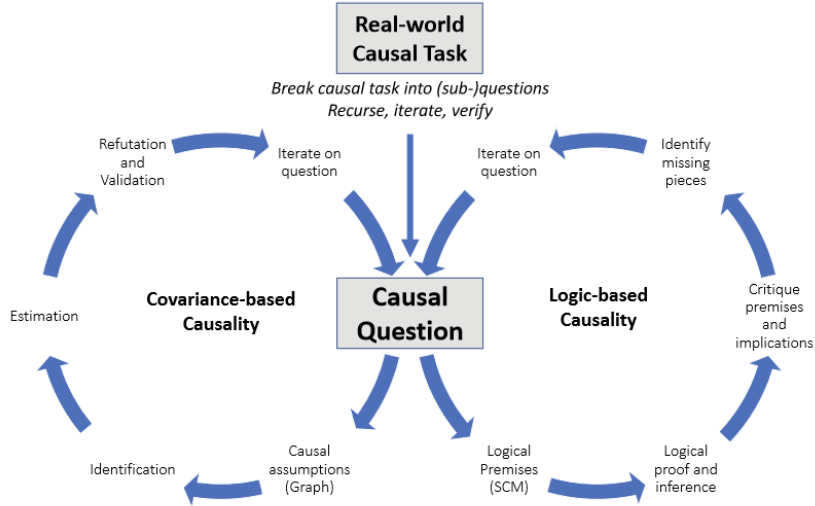 Real-world
Causal Task
Break causal task into (sub-)questions
Recurse, iterate, verify
Refutation
and
Validation
Iterate on
question
Iterate on
question
Identify
missing
pieces
Covariance-based
Causality
Causal
Question
Logic-based
Causality
Estimation
Critique
premises
and
implications
Identification
Causal
assumptions
(Graph)
Logical
Premises
(SCM)
Logical
proof and
inference